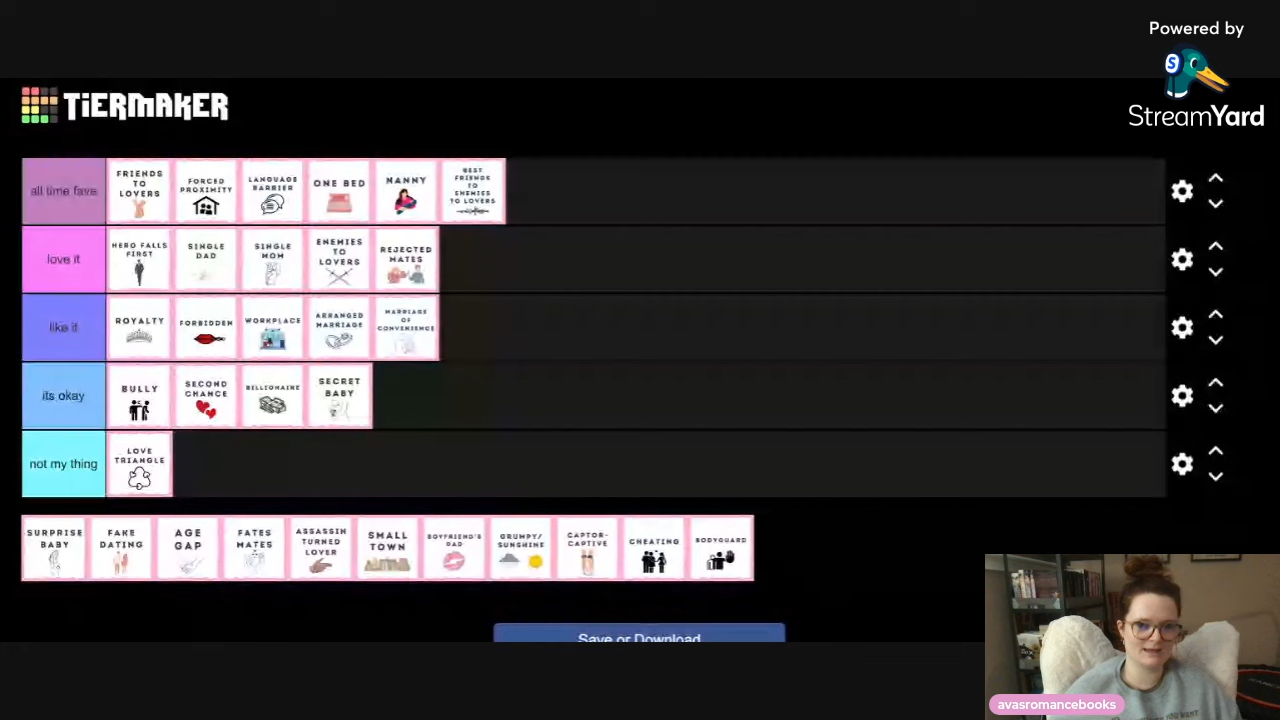 Powered by
StreamYard
TiERMAKER
all time fave
FRIENDS TO LOVERS
FORCED PROXIMITY
LANGUAGE BARRIER
ONE BED
NANNY
BEST FRIENDS TO ENEMIES TO LOVERS
love it
HERO FALLS FIRST
SINGLE DAD
SINGLE MOM
ENEMIES TO LOVERS
REJECTED MATES
like it
ROYALTY
FORBIDDEN
WORKPLACE
ARRANGED MARRIAGE
MARRIAGE OF CONVENIENCE
its okay
BULLY
SECOND CHANCE
BILLIONAIRE
SECRET BABY
not my thing
LOVE TRIANGLE
SURPRISE BABY
FAKE DATING
AGE GAP
FATES MATES
ASSASSIN TURNED LOVER
SMALL TOWN
BOYFRIEND'S DAD
GRUMPY/ SUNSHINE
CAPTOR-CAPTIVE
CHEATING
BODYGUARD
Save or Download
avasromancebooks